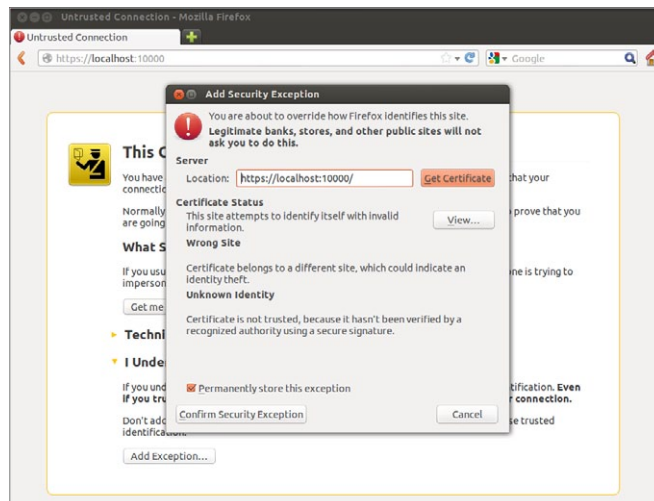 Untrusted Connection - Mozilla Firefox
Untrusted Connection
https://localhost:10000
Google
Add Security Exception
You are about to override how Firefox identifies this site.
Legitimate banks, stores, and other public sites will not
ask you to do this.
Server
Location: https://localhost:10000/ Get Certificate
Certificate Status
This site attempts to identify itself with invalid
information.
View...
Wrong Site
Certificate belongs to a different site, which could indicate an
identity theft.
Unknown Identity
Certificate is not trusted, because it hasn't been verified by a
recognized authority using a secure signature.
Permanently store this exception
Confirm Security Exception Cancel
This C
You have
hat your
connectio
Normally
prove that you
are going
What S
If you usu
ne is trying to
imperson
Get me
Techni
I Unde
If you und
tification. Even
if you tru
r connection.
Don't add
se trusted
identification.
Add Exception...